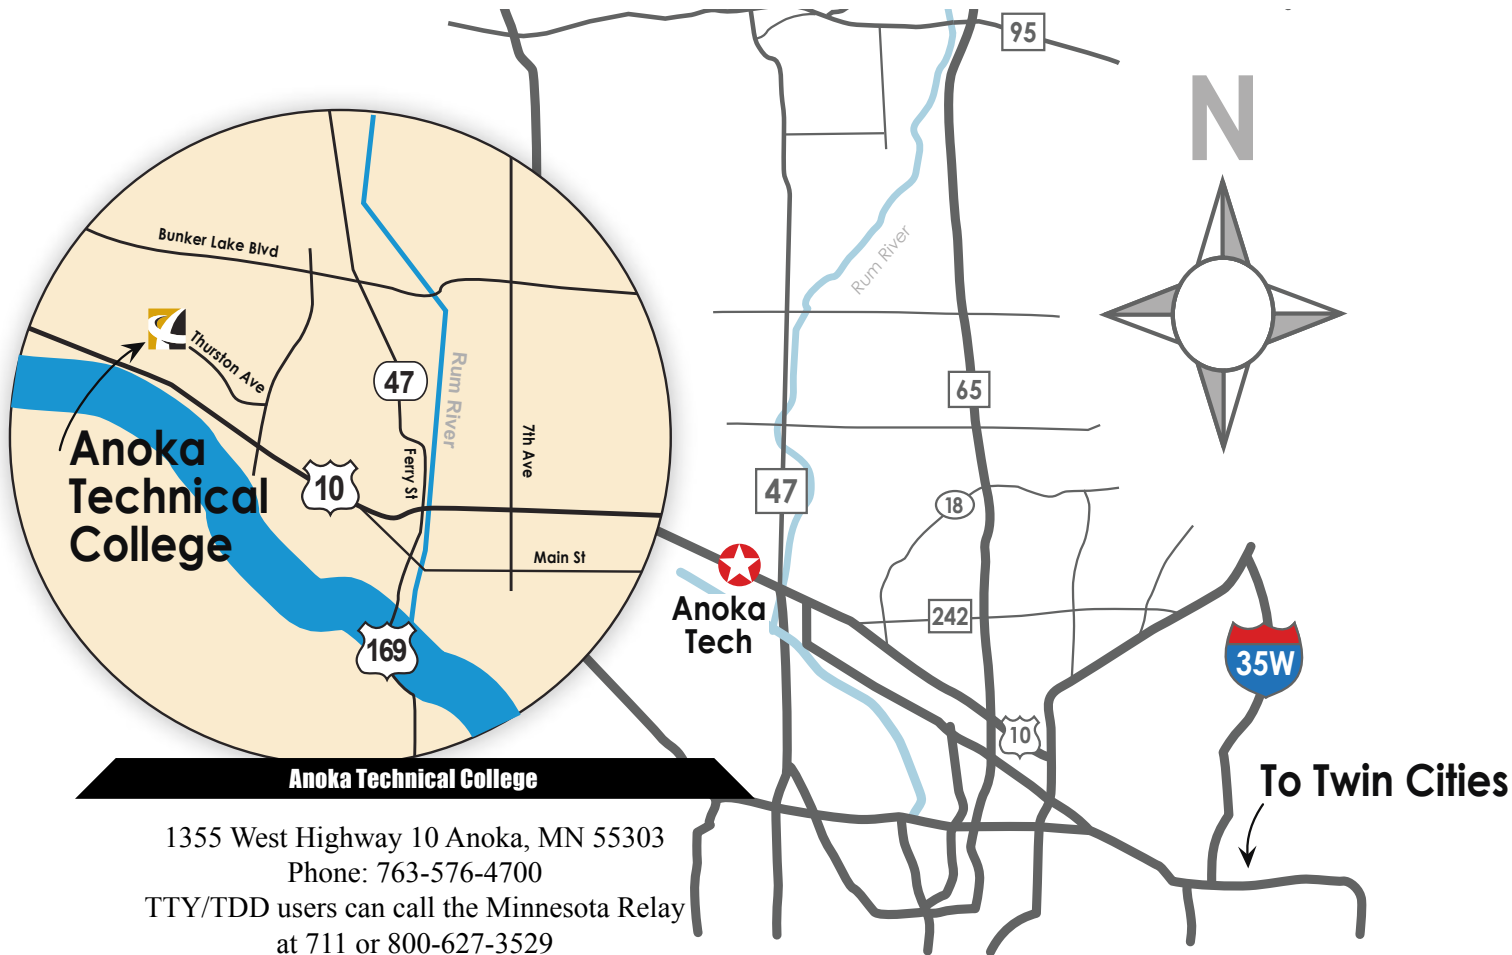 95
N
Bunker Lake Blvd
Rum River
Thurston Ave
47
Rum River
65
Anoka
Technical
College
7th Ave
Ferry St
10
47
18
Main St
Anoka
Tech
242
169
35W
10
To Twin Cities
Anoka Technical College
1355 West Highway 10 Anoka, MN 55303
Phone: 763-576-4700
TTY/TDD users can call the Minnesota Relay
at 711 or 800-627-3529